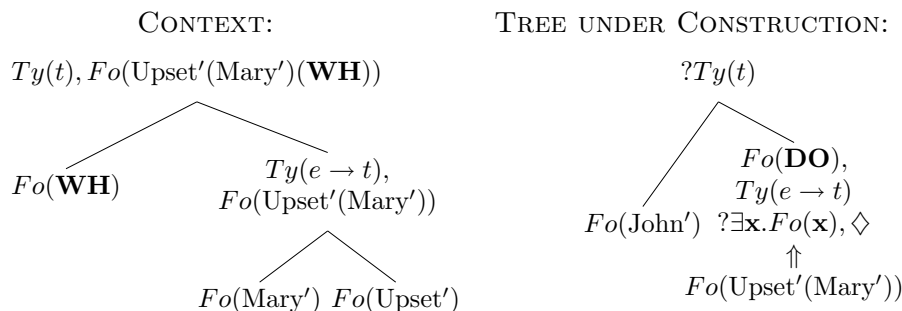 CONTEXT:
Ty(t), Fo(Upset′(Mary′)(WH))
Fo(WH)
Ty(e → t),
Fo(Upset′(Mary′))
Fo(Mary′) Fo(Upset′)
TREE UNDER CONSTRUCTION:
?Ty(t)
Fo(John′)
Fo(DO),
Ty(e → t)
?∃x.Fo(x), ♢
⇑
Fo(Upset′(Mary′))